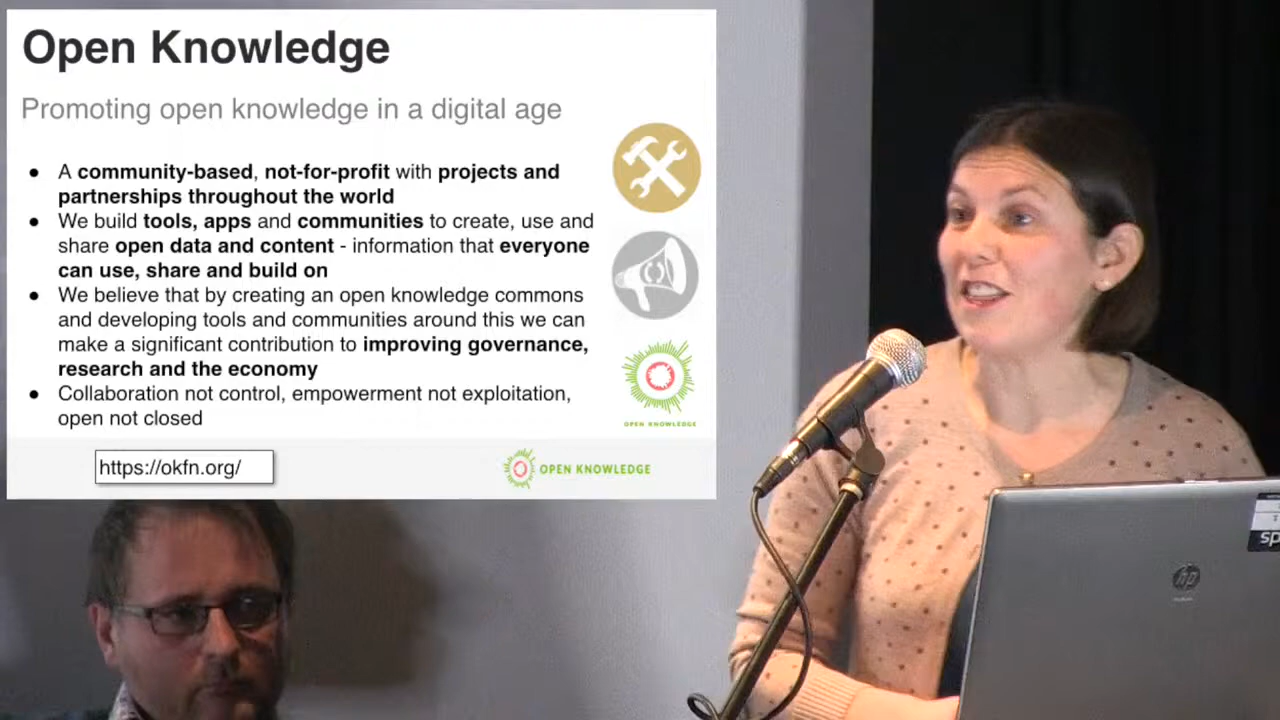 Open Knowledge
Promoting open knowledge in a digital age
● A community-based, not-for-profit with projects and
partnerships throughout the world
● We build tools, apps and communities to create, use and
share open data and content - information that everyone
can use, share and build on
● We believe that by creating an open knowledge commons
and developing tools and communities around this we can
make a significant contribution to improving governance,
research and the economy
● Collaboration not control, empowerment not exploitation,
open not closed
OPEN KNOWLEDGE
https://okfn.org/
OPEN KNOWLEDGE
hp
sp